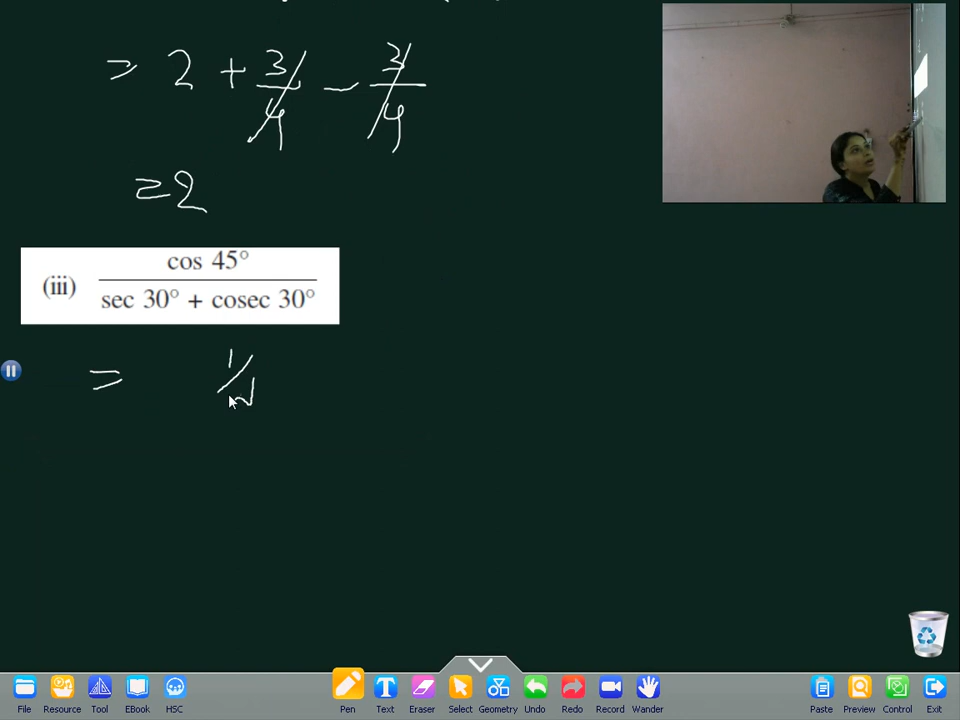 = 2 + 3/4 - 3/4
= 2
(iii) cos 45° / sec 30° + cosec 30°
= 1/
File Resource Tool EBook HSC Pen Text Eraser Select Geometry Undo Redo Record Wander Paste Preview Control Exit